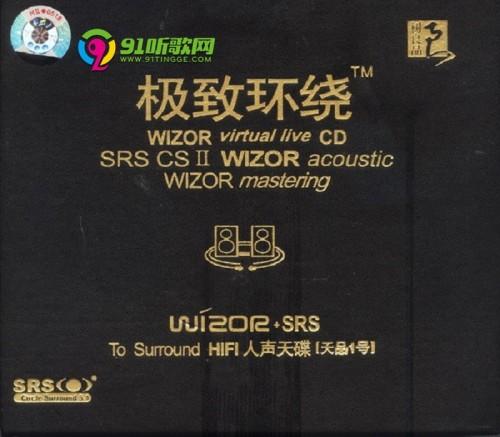 91听歌网
WWW.91TINGGE.COM
极致环绕™
WIZOR virtual live CD
SRS CS II WIZOR acoustic
WIZOR mastering
WIZOR+SRS
To Surround HIFI 人声天碟 [天品1号]
SRS(●)®
Circle Surround 5.1